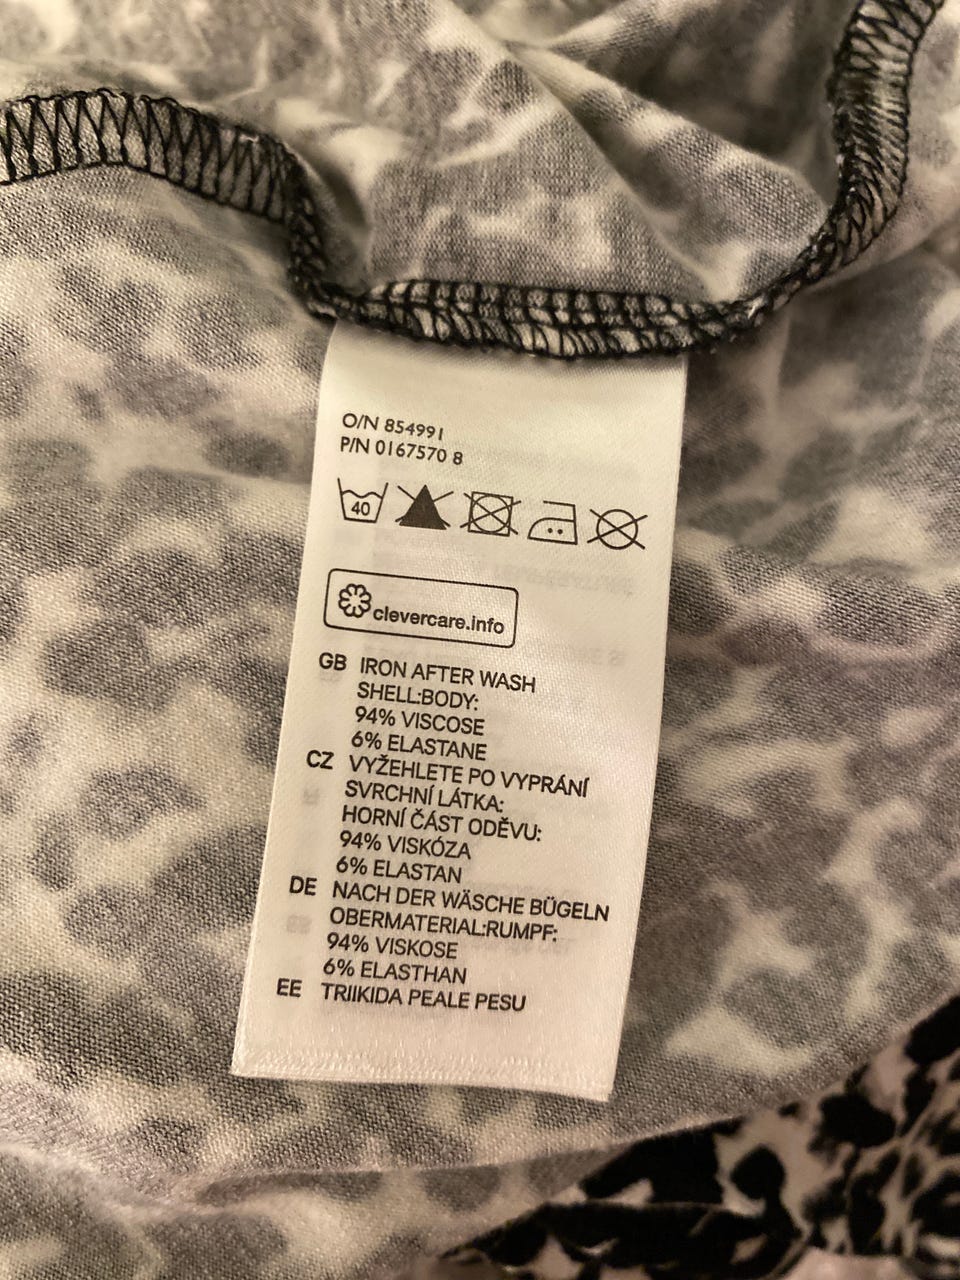 O/N 854991
P/N 0167570 8
40
clevercare.info
GB IRON AFTER WASH
SHELL:BODY:
94% VISCOSE
6% ELASTANE
CZ VYŽEHLETE PO VYPRÁNÍ
SVRCHNÍ LÁTKA:
HORNÍ ČÁST ODĚVU:
94% VISKÓZA
6% ELASTAN
DE NACH DER WÄSCHE BÜGELN
OBERMATERIAL:RUMPF:
94% VISKOSE
6% ELASTHAN
EE TRIIKIDA PEALE PESU